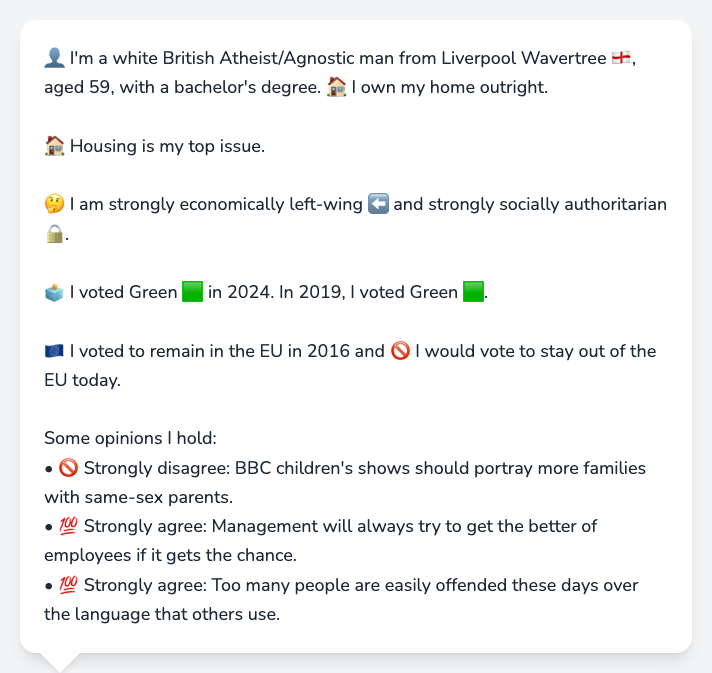 👤 I'm a white British Atheist/Agnostic man from Liverpool Wavertree 🏴󠁧󠁢󠁥󠁮󠁧󠁿,
aged 59, with a bachelor's degree. 🏠 I own my home outright.
🏠 Housing is my top issue.
🤔 I am strongly economically left-wing ⬅️ and strongly socially authoritarian
🔒.
🗳️ I voted Green 🟩 in 2024. In 2019, I voted Green 🟩.
🇪🇺 I voted to remain in the EU in 2016 and 🚫 I would vote to stay out of the
EU today.
Some opinions I hold:
• 🚫 Strongly disagree: BBC children's shows should portray more families
with same-sex parents.
• 💯 Strongly agree: Management will always try to get the better of
employees if it gets the chance.
• 💯 Strongly agree: Too many people are easily offended these days over
the language that others use.